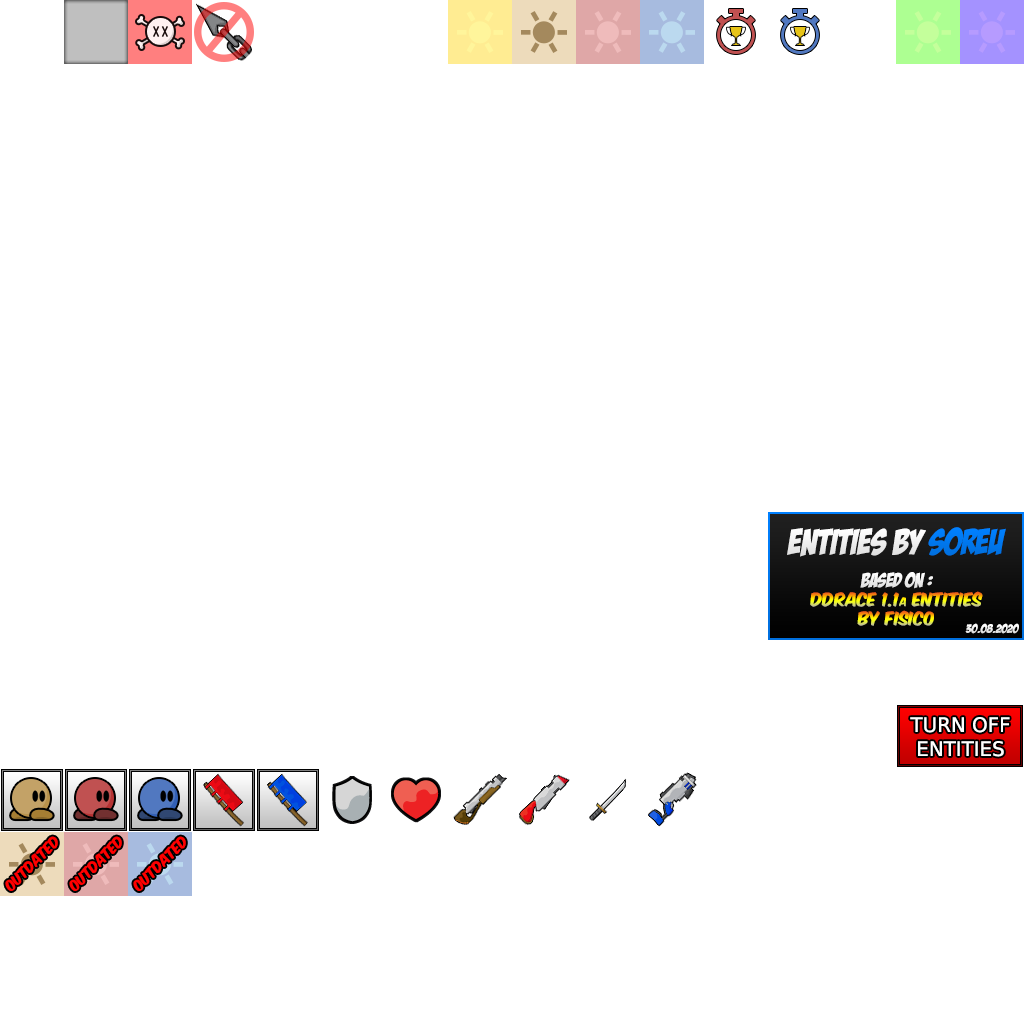 ENTITIES BY SOREU
BASED ON :
DDRACE 1.1A ENTITIES
BY FISICO
30.08.2020
TURN OFF
ENTITIES
OUTDATED
OUTDATED
OUTDATED